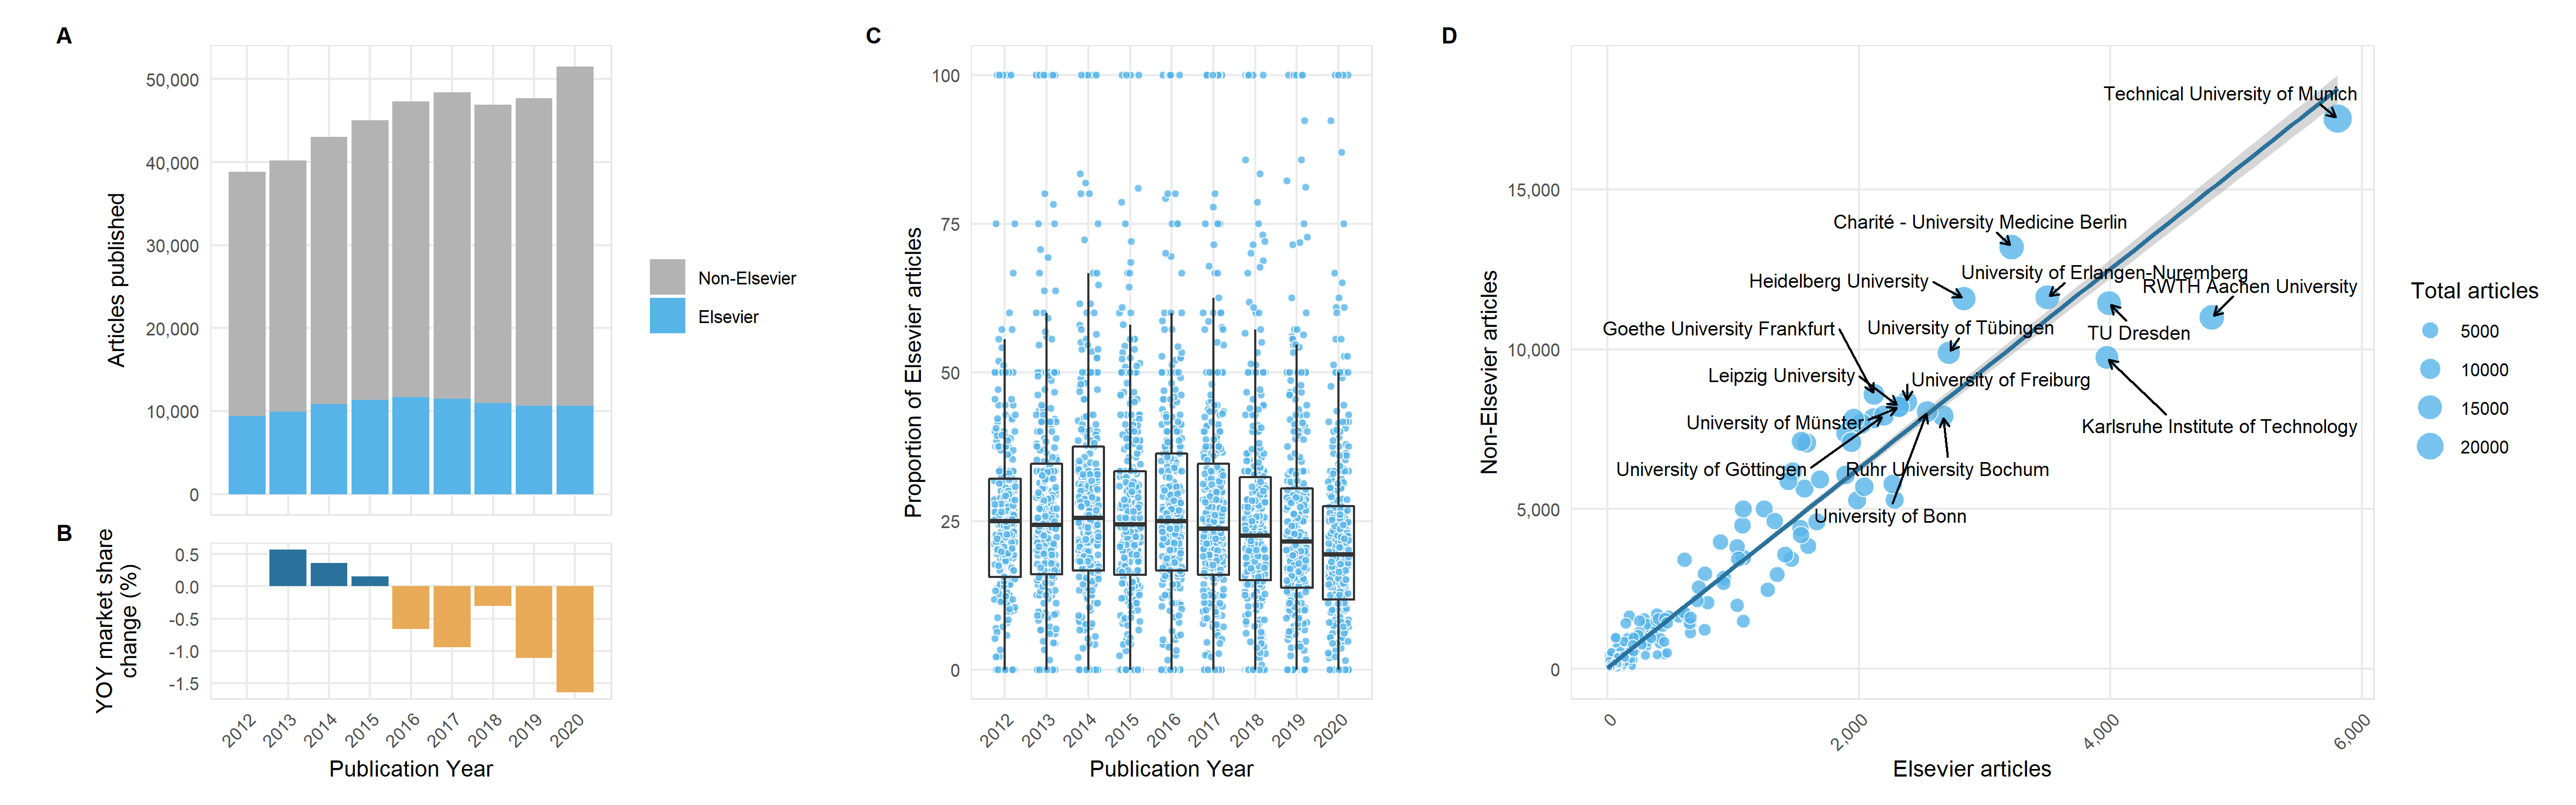 A
Articles published
50,000
40,000
30,000
20,000
10,000
0
Non-Elsevier
Elsevier
B
YOY market share
change (%)
0.5
0.0
-0.5
-1.0
-1.5
2012
2013
2014
2015
2016
2017
2018
2019
2020
Publication Year
C
Proportion of Elsevier articles
100
75
50
25
0
2012
2013
2014
2015
2016
2017
2018
2019
2020
Publication Year
D
Non-Elsevier articles
15,000
10,000
5,000
0
Technical University of Munich
Charité - University Medicine Berlin
University of Erlangen-Nuremberg
Heidelberg University
RWTH Aachen University
Goethe University Frankfurt
University of Tübingen
TU Dresden
Leipzig University
University of Freiburg
University of Münster
Karlsruhe Institute of Technology
University of Göttingen
Ruhr University Bochum
University of Bonn
0
2,000
4,000
6,000
Elsevier articles
Total articles
5000
10000
15000
20000